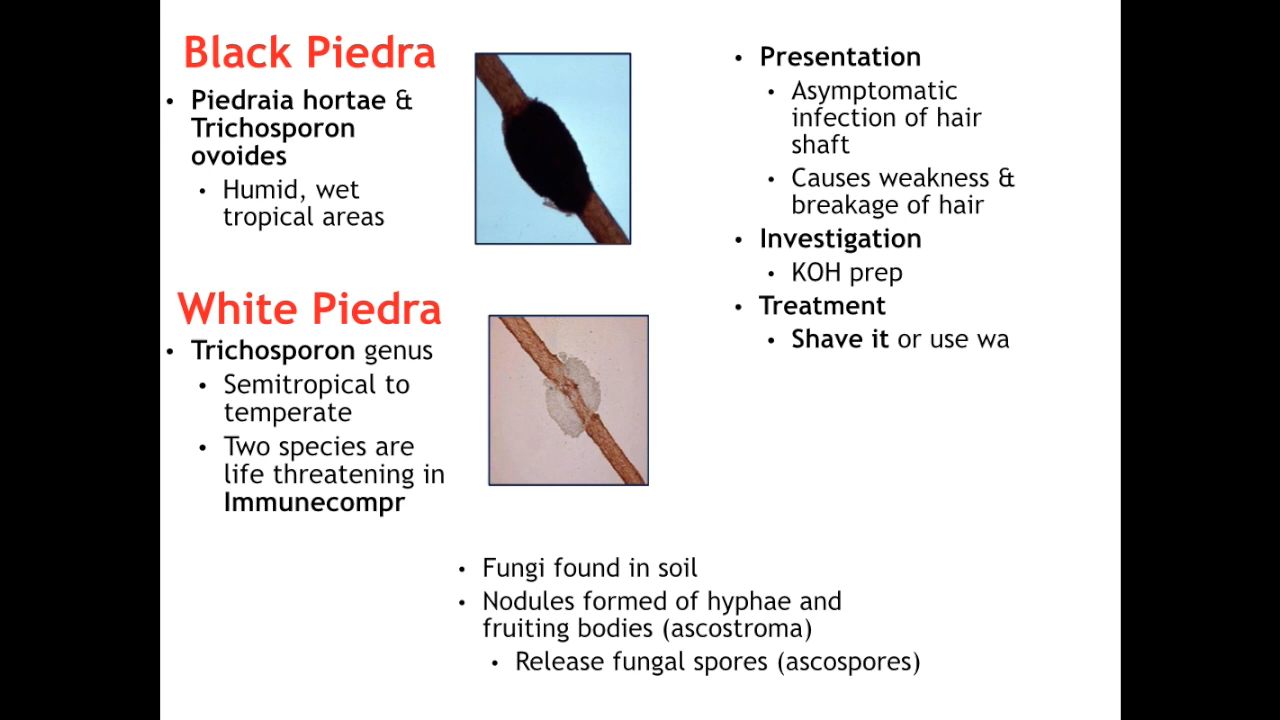 Black Piedra
• Piedraia hortae &
Trichosporon
ovoides
• Humid, wet
tropical areas
White Piedra
• Trichosporon genus
• Semitropical to
temperate
• Two species are
life threatening in
Immunecompr
• Presentation
• Asymptomatic
infection of hair
shaft
• Causes weakness &
breakage of hair
• Investigation
• KOH prep
• Treatment
• Shave it or use wa
• Fungi found in soil
• Nodules formed of hyphae and
fruiting bodies (ascostroma)
• Release fungal spores (ascospores)